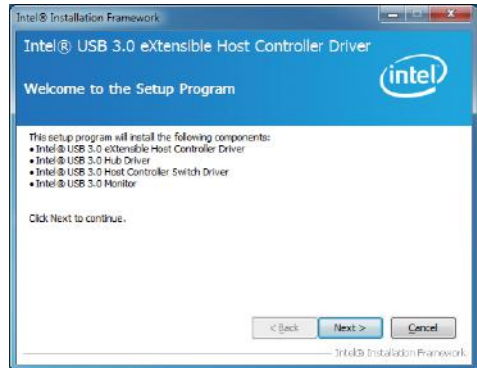 Intel® Installation Framework
Intel® USB 3.0 eXtensible Host Controller Driver
intel
Welcome to the Setup Program
This setup program will install the following components:
• Intel® USB 3.0 eXtensible Host Controller Driver
• Intel® USB 3.0 Hub Driver
• Intel® USB 3.0 Host Controller Switch Driver
• Intel® USB 3.0 Monitor
Click Next to continue.
< Back Next > Cancel
Intel® Installation Framework